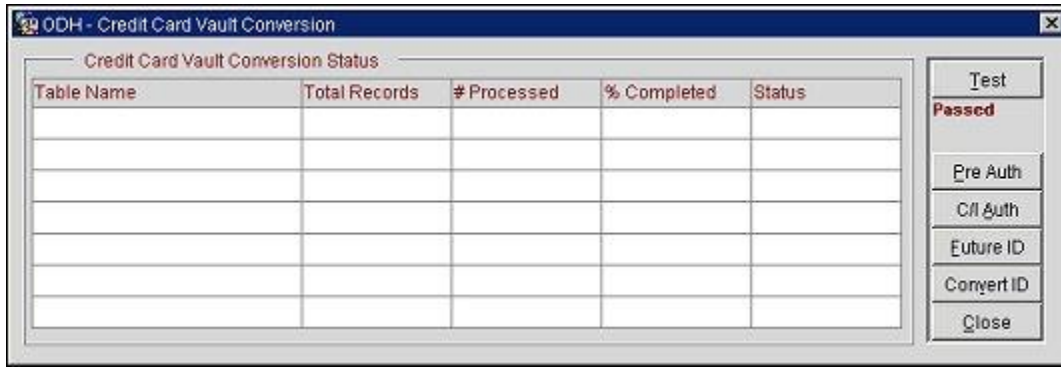 ODH - Credit Card Vault Conversion
Credit Card Vault Conversion Status
Table Name Total Records # Processed % Completed Status
Test
Passed
Pre Auth
C/I Auth
Future ID
Convert ID
Close